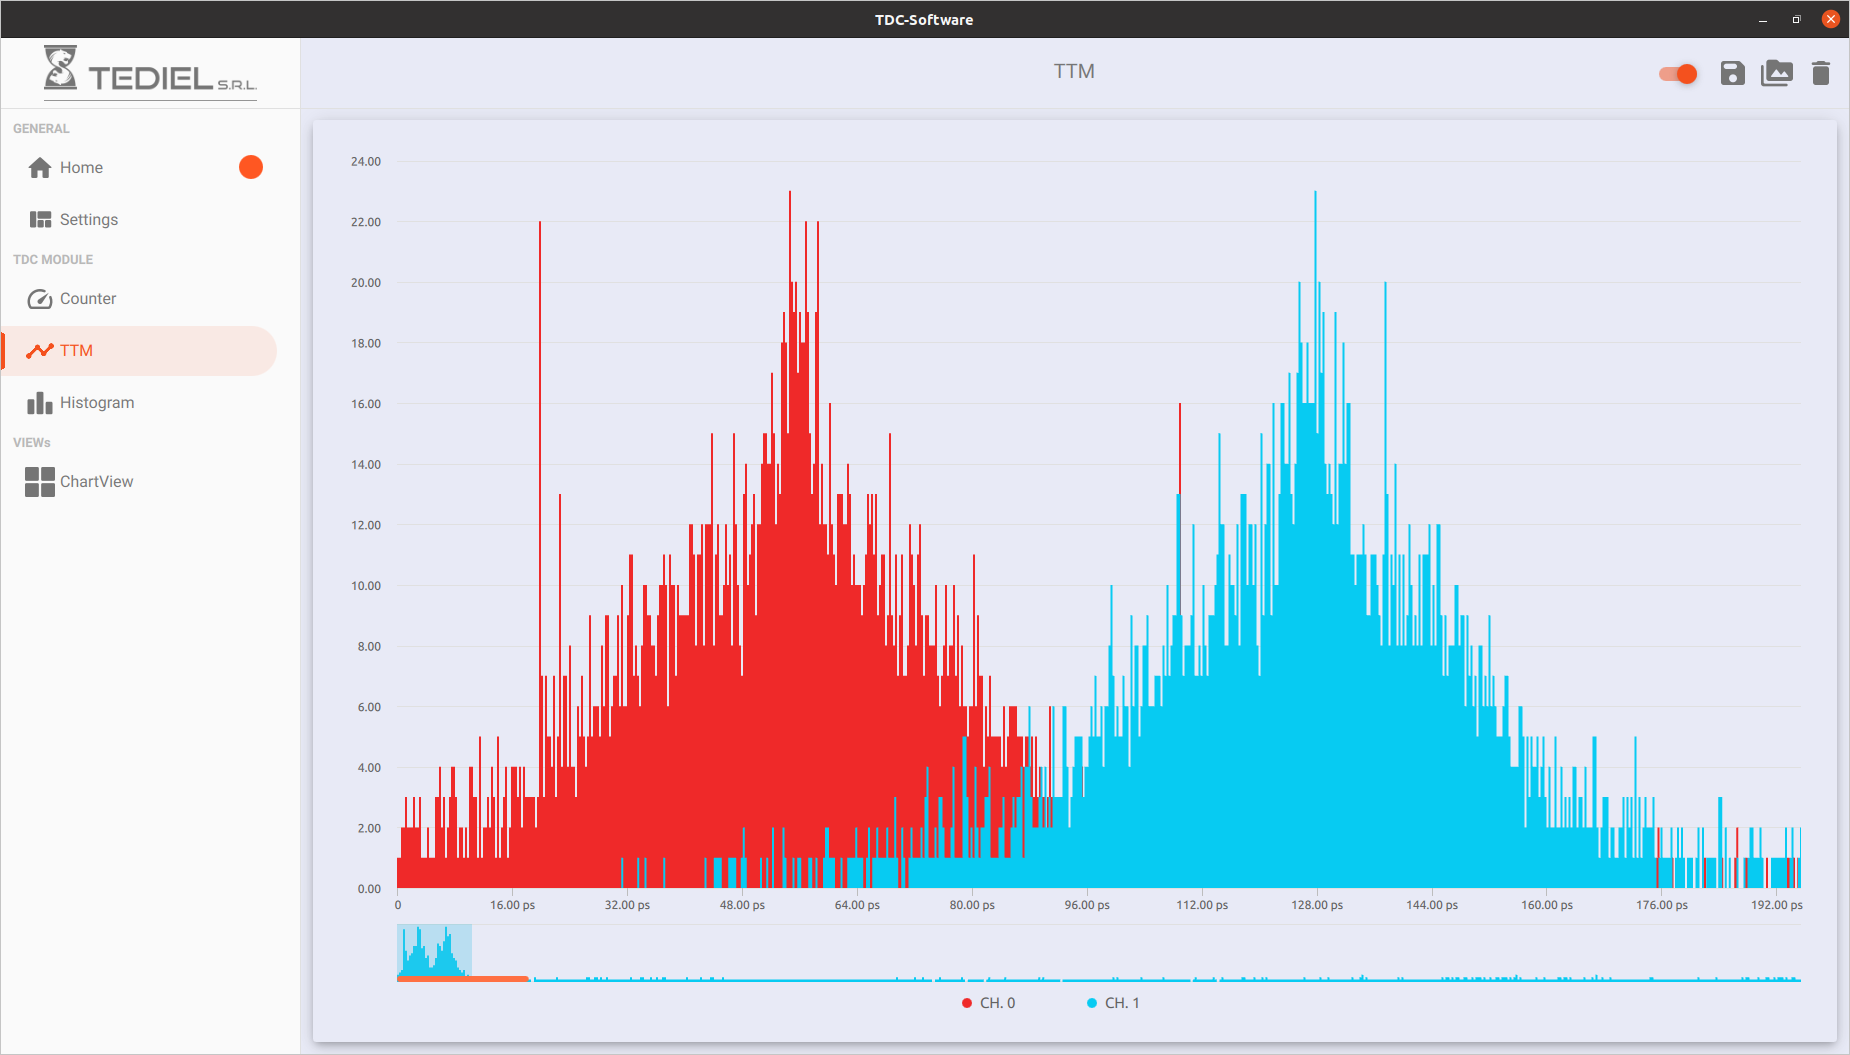 TDC-Software
TEDIEL S.R.L.
TTM
GENERAL
Home
Settings
TDC MODULE
Counter
TTM
Histogram
VIEWs
ChartView
24.00
22.00
20.00
18.00
16.00
14.00
12.00
10.00
8.00
6.00
4.00
2.00
0.00
0 16.00 ps 32.00 ps 48.00 ps 64.00 ps 80.00 ps 96.00 ps 112.00 ps 128.00 ps 144.00 ps 160.00 ps 176.00 ps 192.00 ps
CH. 0 CH. 1